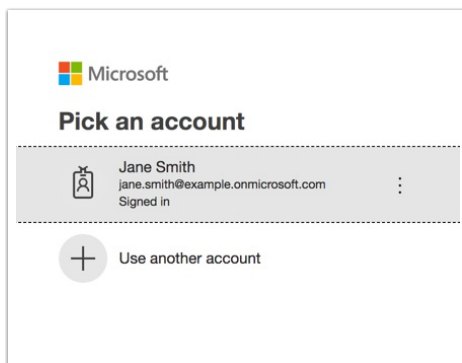 Microsoft
Pick an account
Jane Smith
jane.smith@example.onmicrosoft.com
Signed in
Use another account